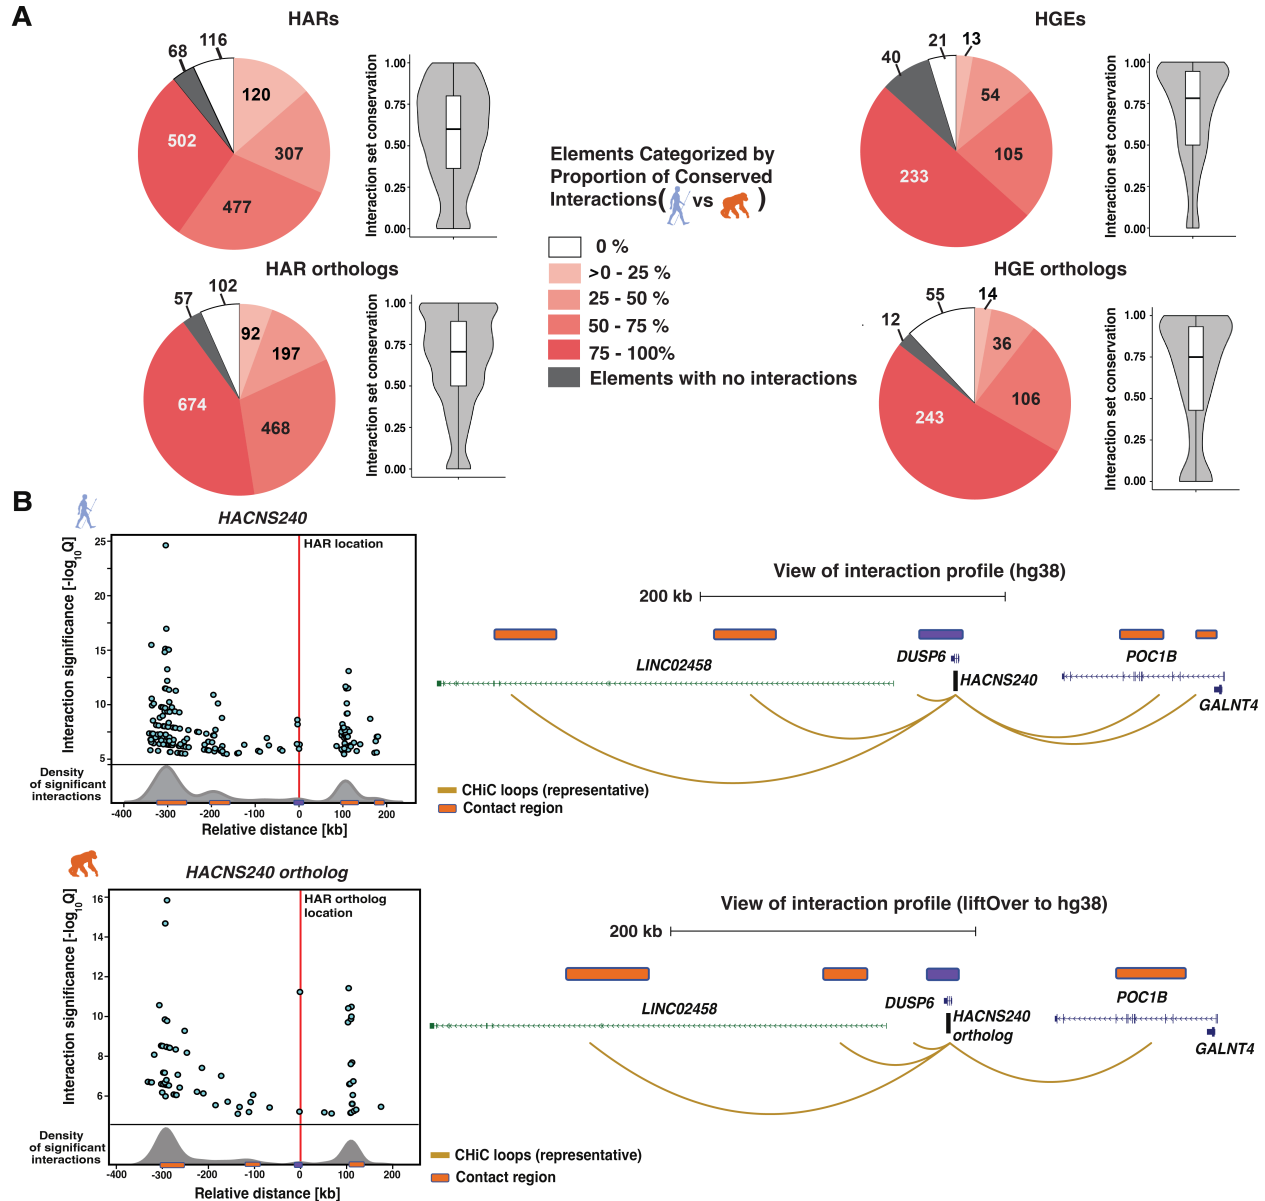 A
HARs
116
68
120
307
477
502
Interaction set conservation
1.00
0.75
0.50
0.25
0.00
HGEs
21
13
40
54
105
233
Interaction set conservation
1.00
0.75
0.50
0.25
0.00
Elements Categorized by
Proportion of Conserved
Interactions( vs )
0 %
>0 - 25 %
25 - 50 %
50 - 75 %
75 - 100%
Elements with no interactions
HAR orthologs
102
57
92
197
468
674
Interaction set conservation
1.00
0.75
0.50
0.25
0.00
HGE orthologs
55
14
12
36
106
243
Interaction set conservation
1.00
0.75
0.50
0.25
0.00
B
HACNS240
HAR location
Interaction significance [-log10Q]
25
20
15
10
5
Density
of significant
interactions
-400 -300 -200 -100 0 100 200
Relative distance [kb]
View of interaction profile (hg38)
200 kb
LINC02458
DUSP6
HACNS240
POC1B
GALNT4
CHiC loops (representative)
Contact region
HACNS240 ortholog
HAR ortholog
location
Interaction significance [-log10Q]
16
14
12
10
8
6
Density
of significant
interactions
-400 -300 -200 -100 0 100 200
Relative distance [kb]
View of interaction profile (liftOver to hg38)
200 kb
LINC02458
DUSP6
HACNS240
ortholog
POC1B
GALNT4
CHiC loops (representative)
Contact region